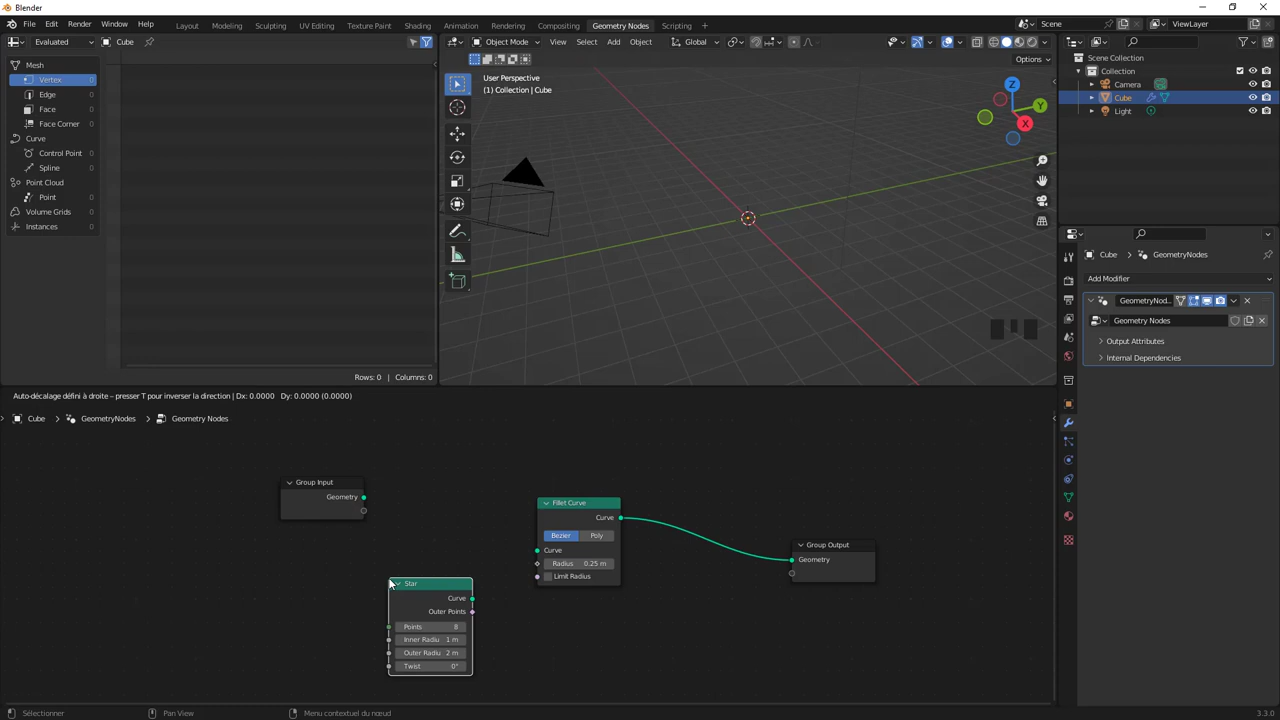 Blender
File Edit Render Window Help
Layout Modeling Sculpting UV Editing Texture Paint Shading Animation Rendering Compositing Geometry Nodes Scripting +
Scene ViewLayer
Evaluated Cube
Mesh
Vertex 0
Edge 0
Face 0
Face Corner 0
Curve
Control Point 0
Spline 0
Point Cloud
Point 0
Volume Grids 0
Instances 0
Rows: 0 | Columns: 0
Object Mode View Select Add Object Global
Options
User Perspective
(1) Collection | Cube
Z
Y
X
Scene Collection
Collection
Camera
Cube
Light
Cube GeometryNodes
Add Modifier
GeometryNod..
Geometry Nodes
Output Attributes
Internal Dependencies
Auto-décalage défini à droite – presser T pour inverser la direction | Dx: 0.0000 Dy: 0.0000 (0.0000)
Cube GeometryNodes Geometry Nodes
Group Input
Geometry
Star
Curve
Outer Points
Points 8
Inner Radiu 1 m
Outer Radiu 2 m
Twist 0°
Fillet Curve
Curve
Bezier Poly
Curve
Radius 0.25 m
Limit Radius
Group Output
Geometry
Sélectionner Pan View Menu contextuel du nœud 3.3.0